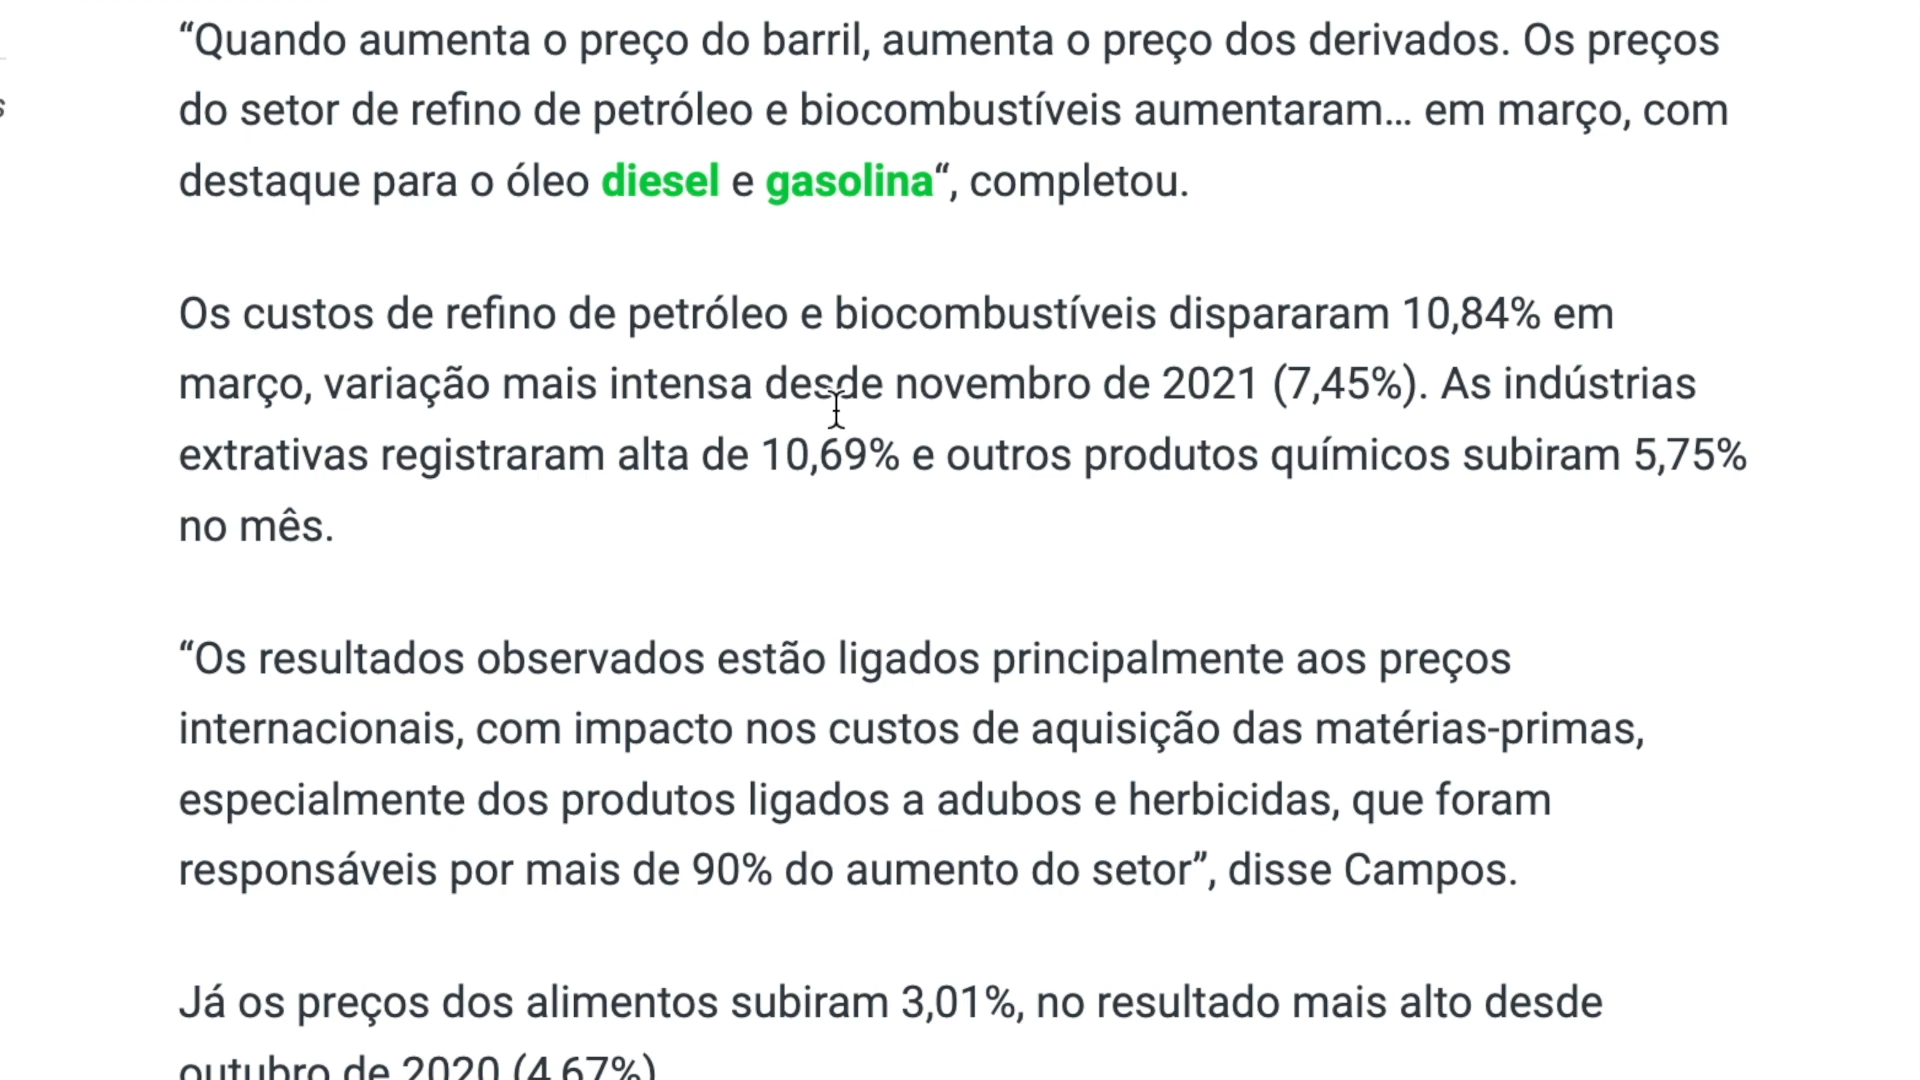 “Quando aumenta o preço do barril, aumenta o preço dos derivados. Os preços
do setor de refino de petróleo e biocombustíveis aumentaram… em março, com
destaque para o óleo diesel e gasolina“, completou.
Os custos de refino de petróleo e biocombustíveis dispararam 10,84% em
março, variação mais intensa desde novembro de 2021 (7,45%). As indústrias
extrativas registraram alta de 10,69% e outros produtos químicos subiram 5,75%
no mês.
“Os resultados observados estão ligados principalmente aos preços
internacionais, com impacto nos custos de aquisição das matérias-primas,
especialmente dos produtos ligados a adubos e herbicidas, que foram
responsáveis por mais de 90% do aumento do setor”, disse Campos.
Já os preços dos alimentos subiram 3,01%, no resultado mais alto desde
outubro de 2020 (4,67%)